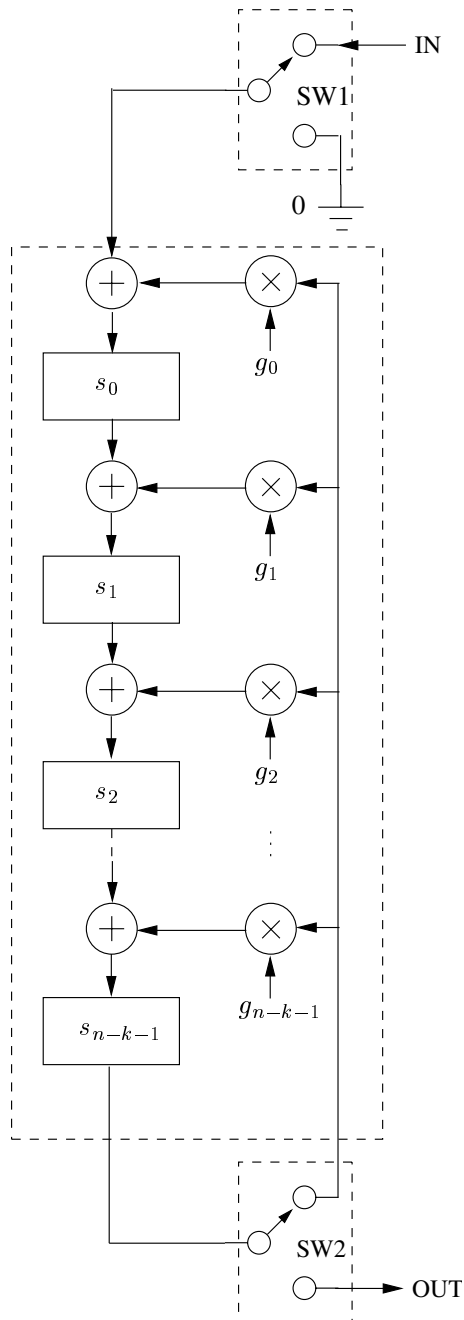 IN
SW1
0
+
×
g₀
s₀
+
×
g₁
s₁
+
×
g₂
s₂
⋮
+
×
gₙ₋ₖ₋₁
sₙ₋ₖ₋₁
SW2
OUT